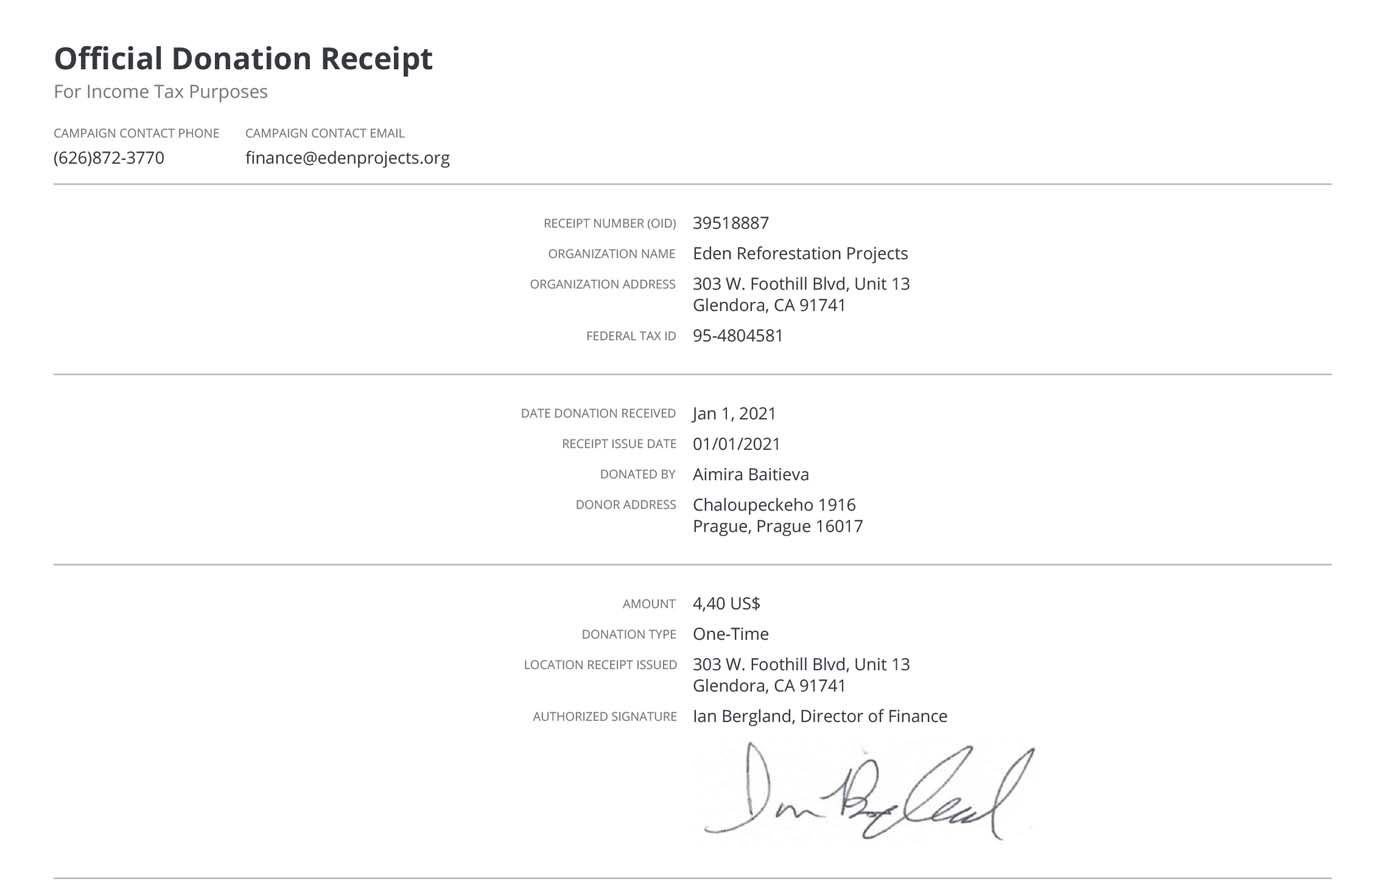 Official Donation Receipt
For Income Tax Purposes
CAMPAIGN CONTACT PHONE CAMPAIGN CONTACT EMAIL
(626)872-3770 finance@edenprojects.org
RECEIPT NUMBER (OID) 39518887
ORGANIZATION NAME Eden Reforestation Projects
ORGANIZATION ADDRESS 303 W. Foothill Blvd, Unit 13
Glendora, CA 91741
FEDERAL TAX ID 95-4804581
DATE DONATION RECEIVED Jan 1, 2021
RECEIPT ISSUE DATE 01/01/2021
DONATED BY Aimira Baitieva
DONOR ADDRESS Chaloupeckeho 1916
Prague, Prague 16017
AMOUNT 4,40 US$
DONATION TYPE One-Time
LOCATION RECEIPT ISSUED 303 W. Foothill Blvd, Unit 13
Glendora, CA 91741
AUTHORIZED SIGNATURE Ian Bergland, Director of Finance